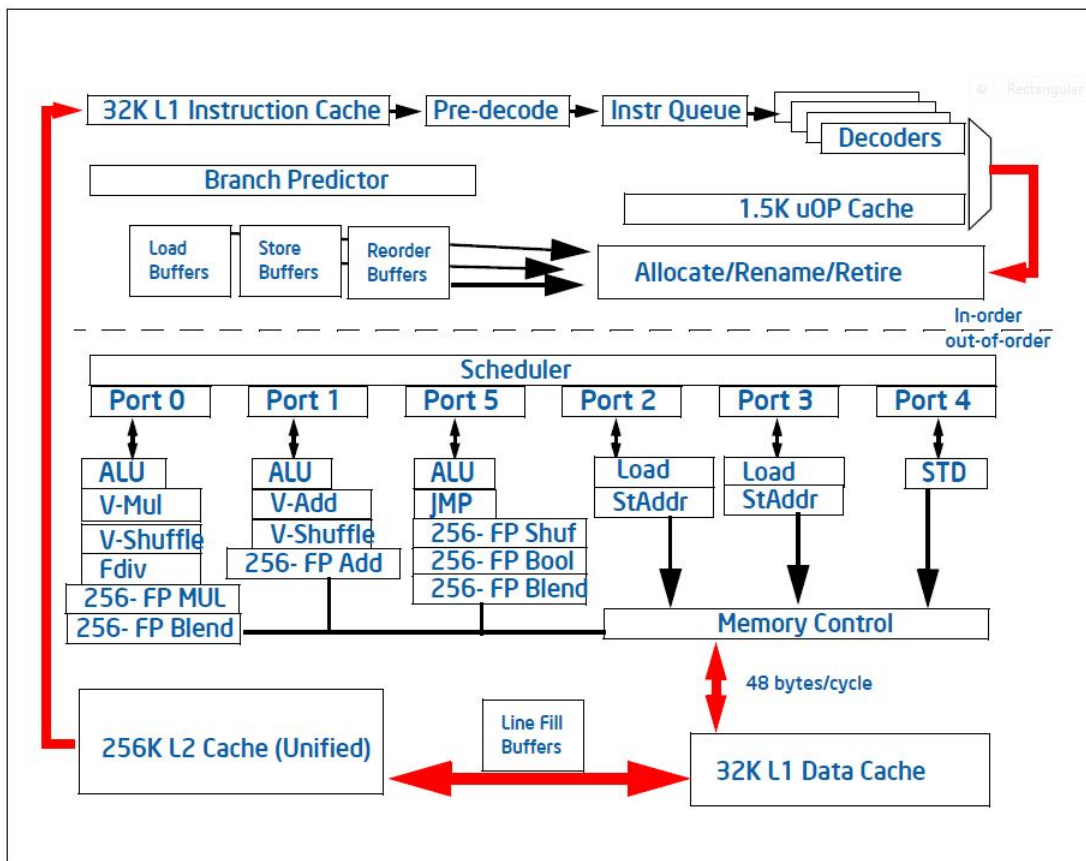 Rectangular
32K L1 Instruction Cache
Pre-decode
Instr Queue
Decoders
Branch Predictor
1.5K uOP Cache
Load
Buffers
Store
Buffers
Reorder
Buffers
Allocate/Rename/Retire
In-order
out-of-order
Scheduler
Port 0
Port 1
Port 5
Port 2
Port 3
Port 4
ALU
V-Mul
V-Shuffle
Fdiv
256- FP MUL
256- FP Blend
ALU
V-Add
V-Shuffle
256- FP Add
ALU
JMP
256- FP Shuf
256- FP Bool
256- FP Blend
Load
StAddr
Load
StAddr
STD
Memory Control
48 bytes/cycle
256K L2 Cache (Unified)
Line Fill
Buffers
32K L1 Data Cache